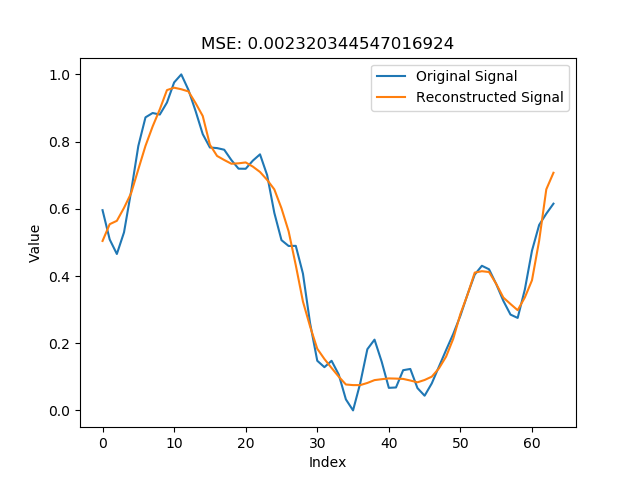 MSE: 0.002320344547016924
Original Signal
Reconstructed Signal
Value
1.0
0.8
0.6
0.4
0.2
0.0
0 10 20 30 40 50 60
Index